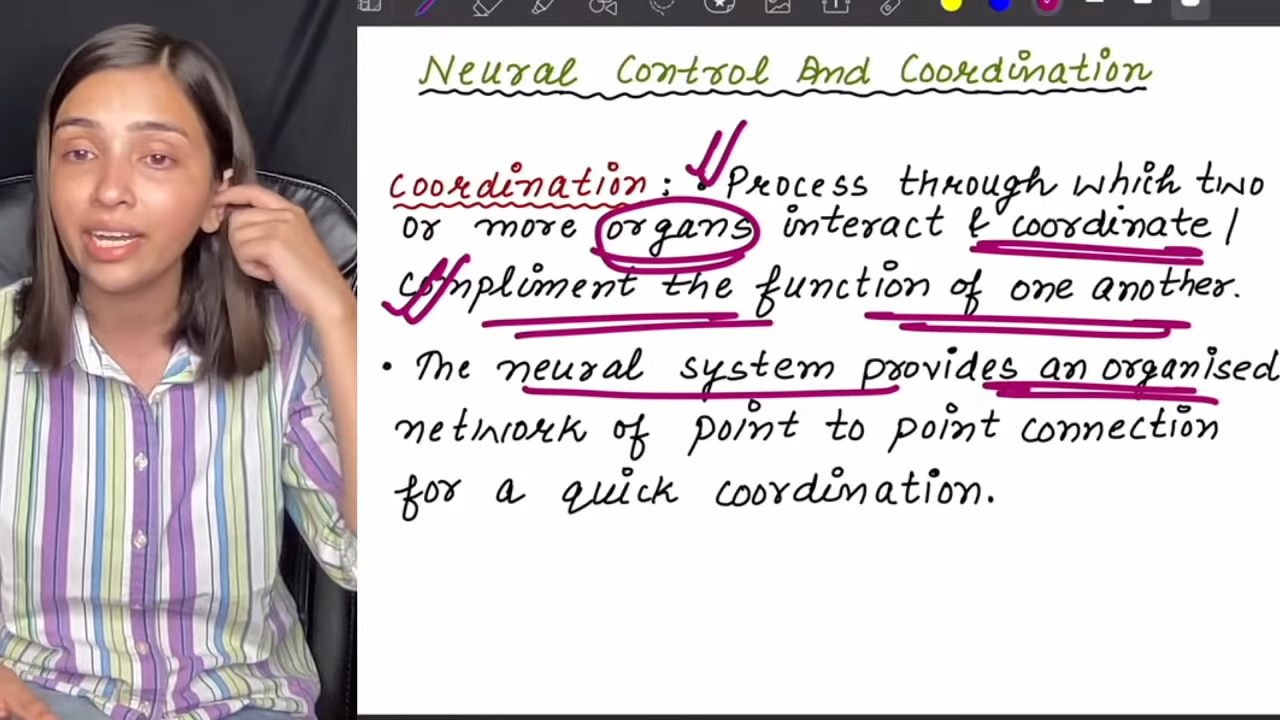 Neural Control And Coordination
Coordination : • Process through which two
or more organs interact & coordinate /
Compliment the function of one another.
• The neural system provides an organised
network of point to point connection
for a quick coordination.